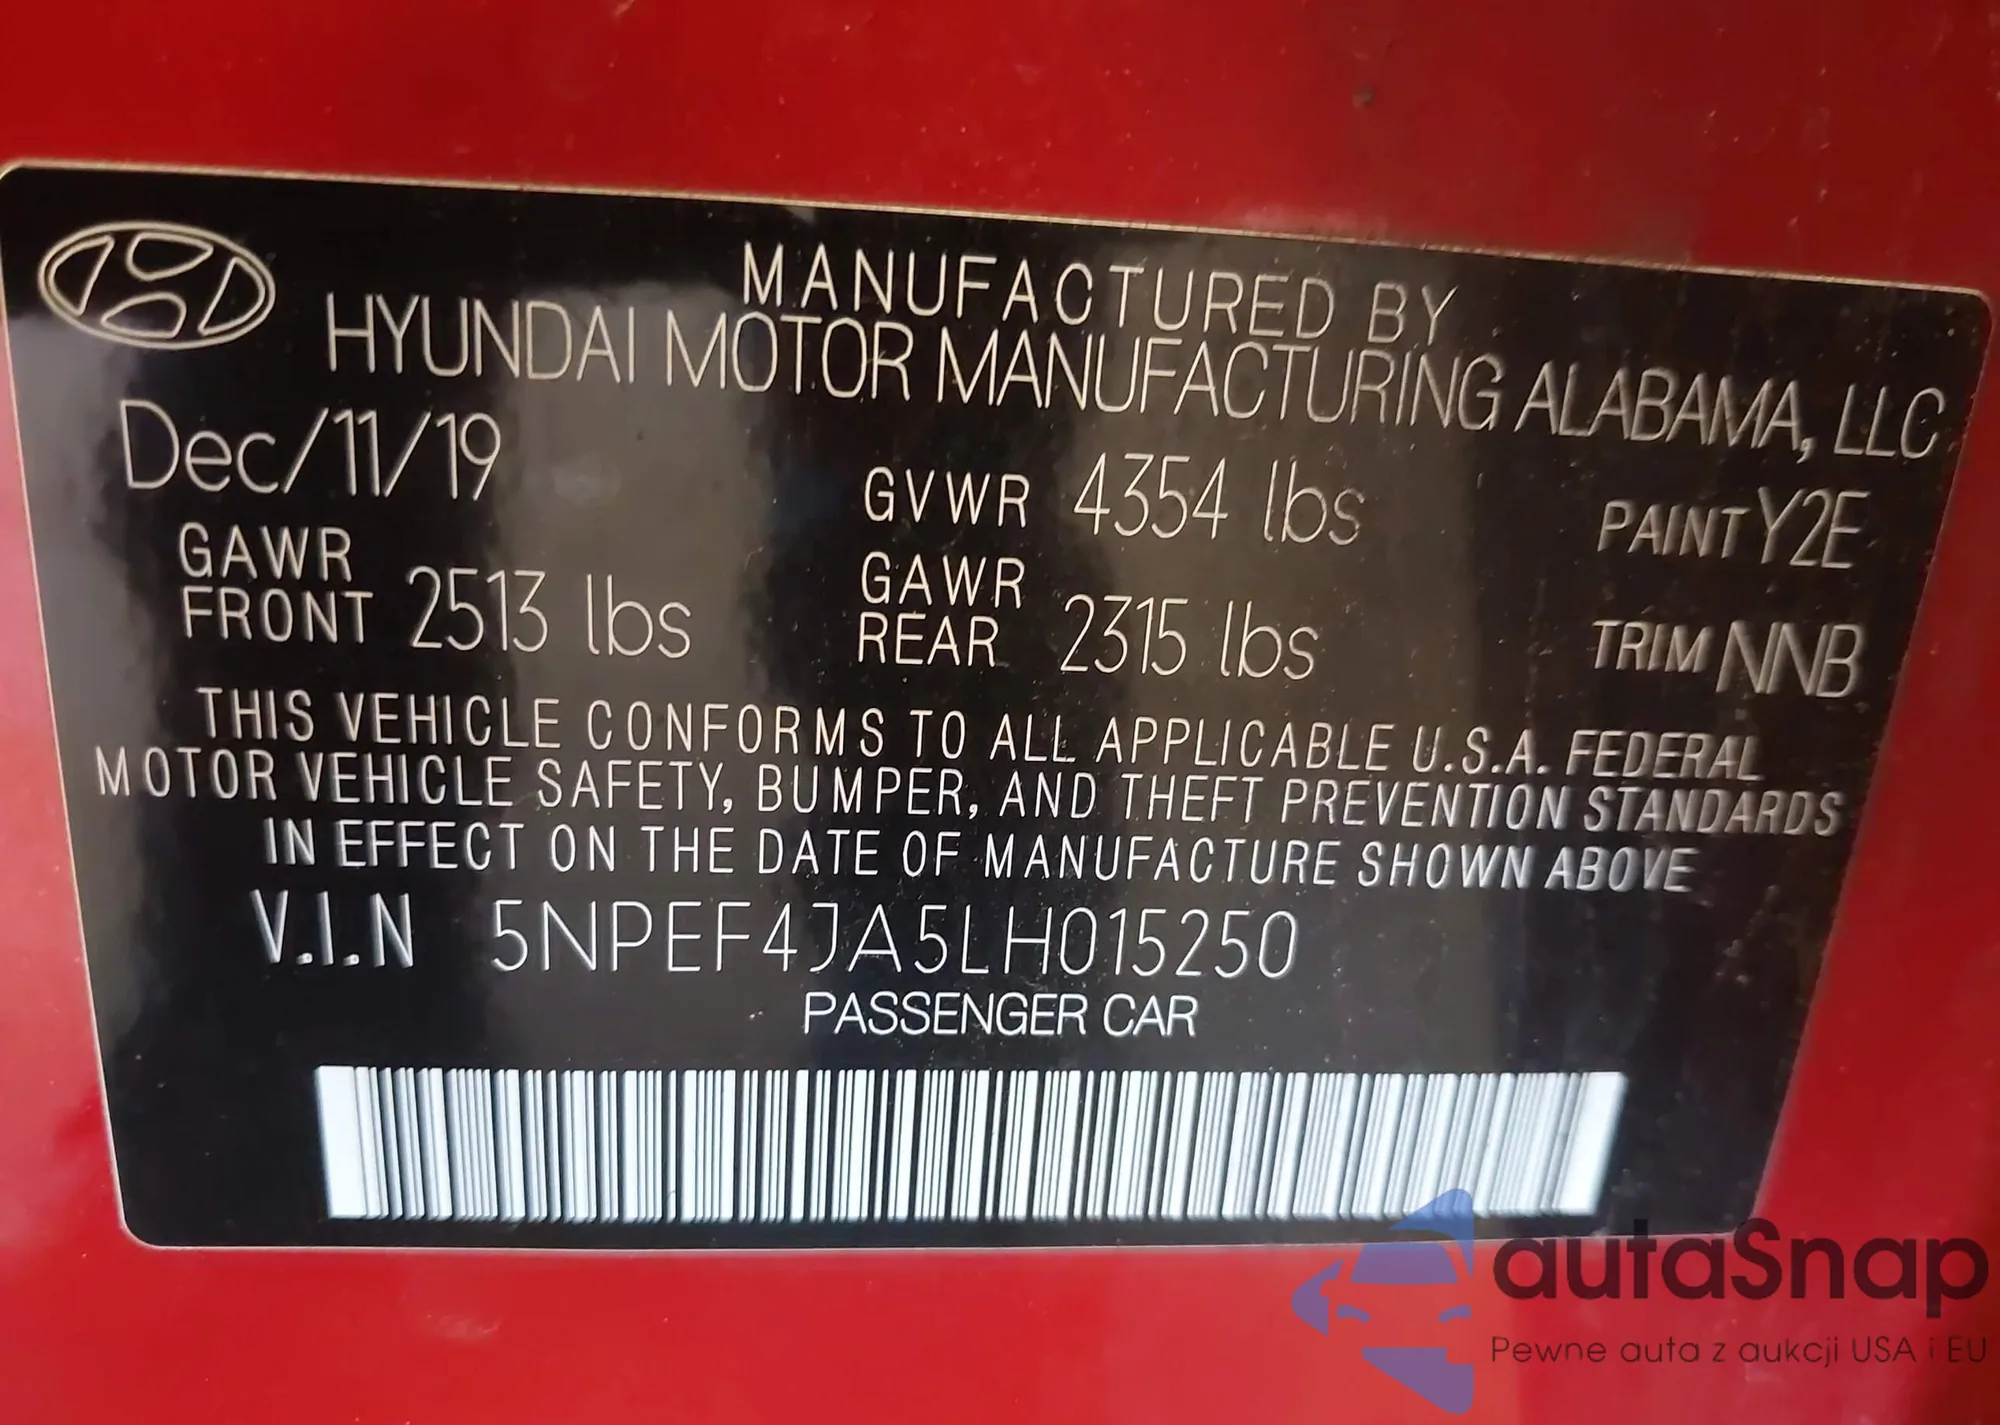 MANUFACTURED BY
HYUNDAI MOTOR MANUFACTURING ALABAMA, LLC
Dec/11/19
GVWR 4354 lbs
PAINT Y2E
GAWR
FRONT 2513 lbs
GAWR
REAR 2315 lbs
TRIM NNB
THIS VEHICLE CONFORMS TO ALL APPLICABLE U.S.A. FEDERAL
MOTOR VEHICLE SAFETY, BUMPER, AND THEFT PREVENTION STANDARDS
IN EFFECT ON THE DATE OF MANUFACTURE SHOWN ABOVE
V.I.N 5NPEF4JA5LH015250
PASSENGER CAR
autaSnap
Pewne auta z aukcji USA i EU